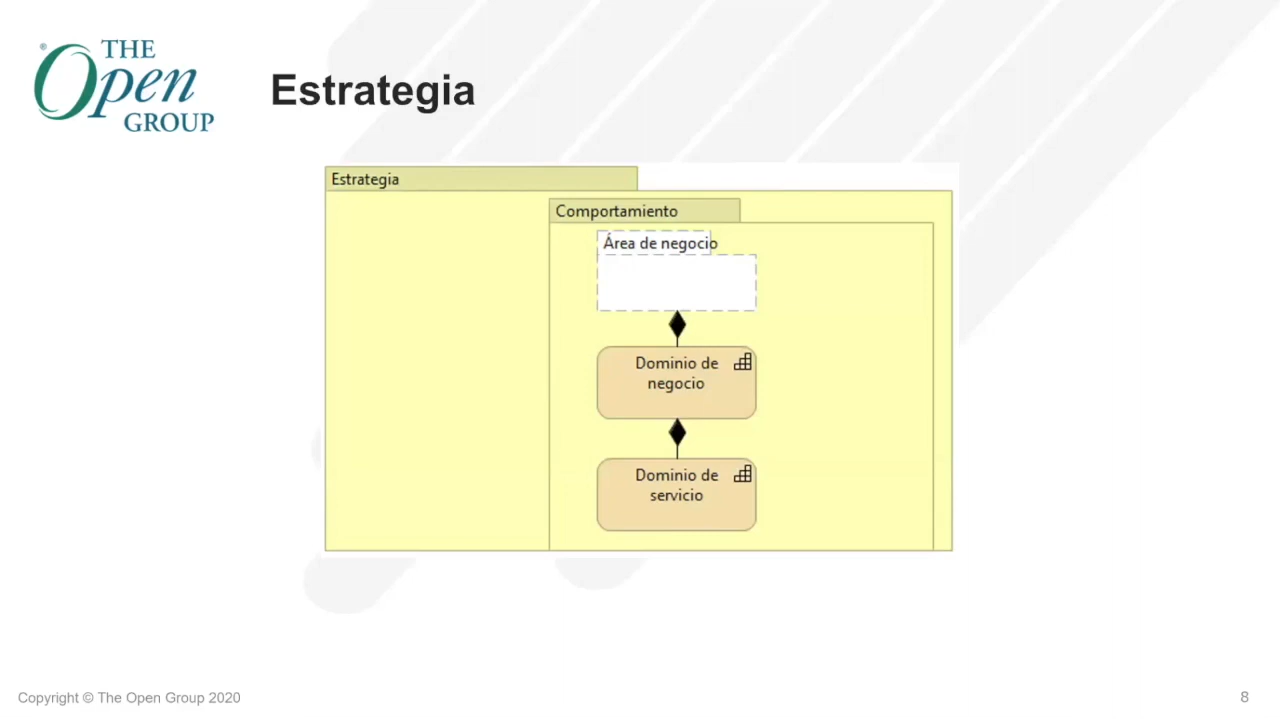 THE
Open
GROUP
®
Estrategia
Estrategia
Comportamiento
Área de negocio
Dominio de
negocio
Dominio de
servicio
Copyright © The Open Group 2020
8